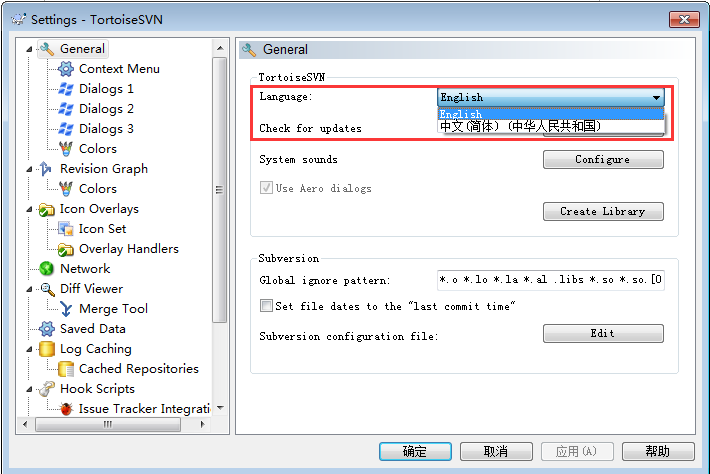 Settings - TortoiseSVN
General
Context Menu
Dialogs 1
Dialogs 2
Dialogs 3
Colors
Revision Graph
Colors
Icon Overlays
Icon Set
Overlay Handlers
Network
Diff Viewer
Merge Tool
Saved Data
Log Caching
Cached Repositories
Hook Scripts
Issue Tracker Integrati
General
TortoiseSVN
Language: English
English
中文(简体) (中华人民共和国)
Check for updates
System sounds Configure
Use Aero dialogs
Create Library
Subversion
Global ignore pattern: *.o *.lo *.la *.al .libs *.so *.so.[0
Set file dates to the "last commit time"
Subversion configuration file: Edit
确定 取消 应用(A) 帮助